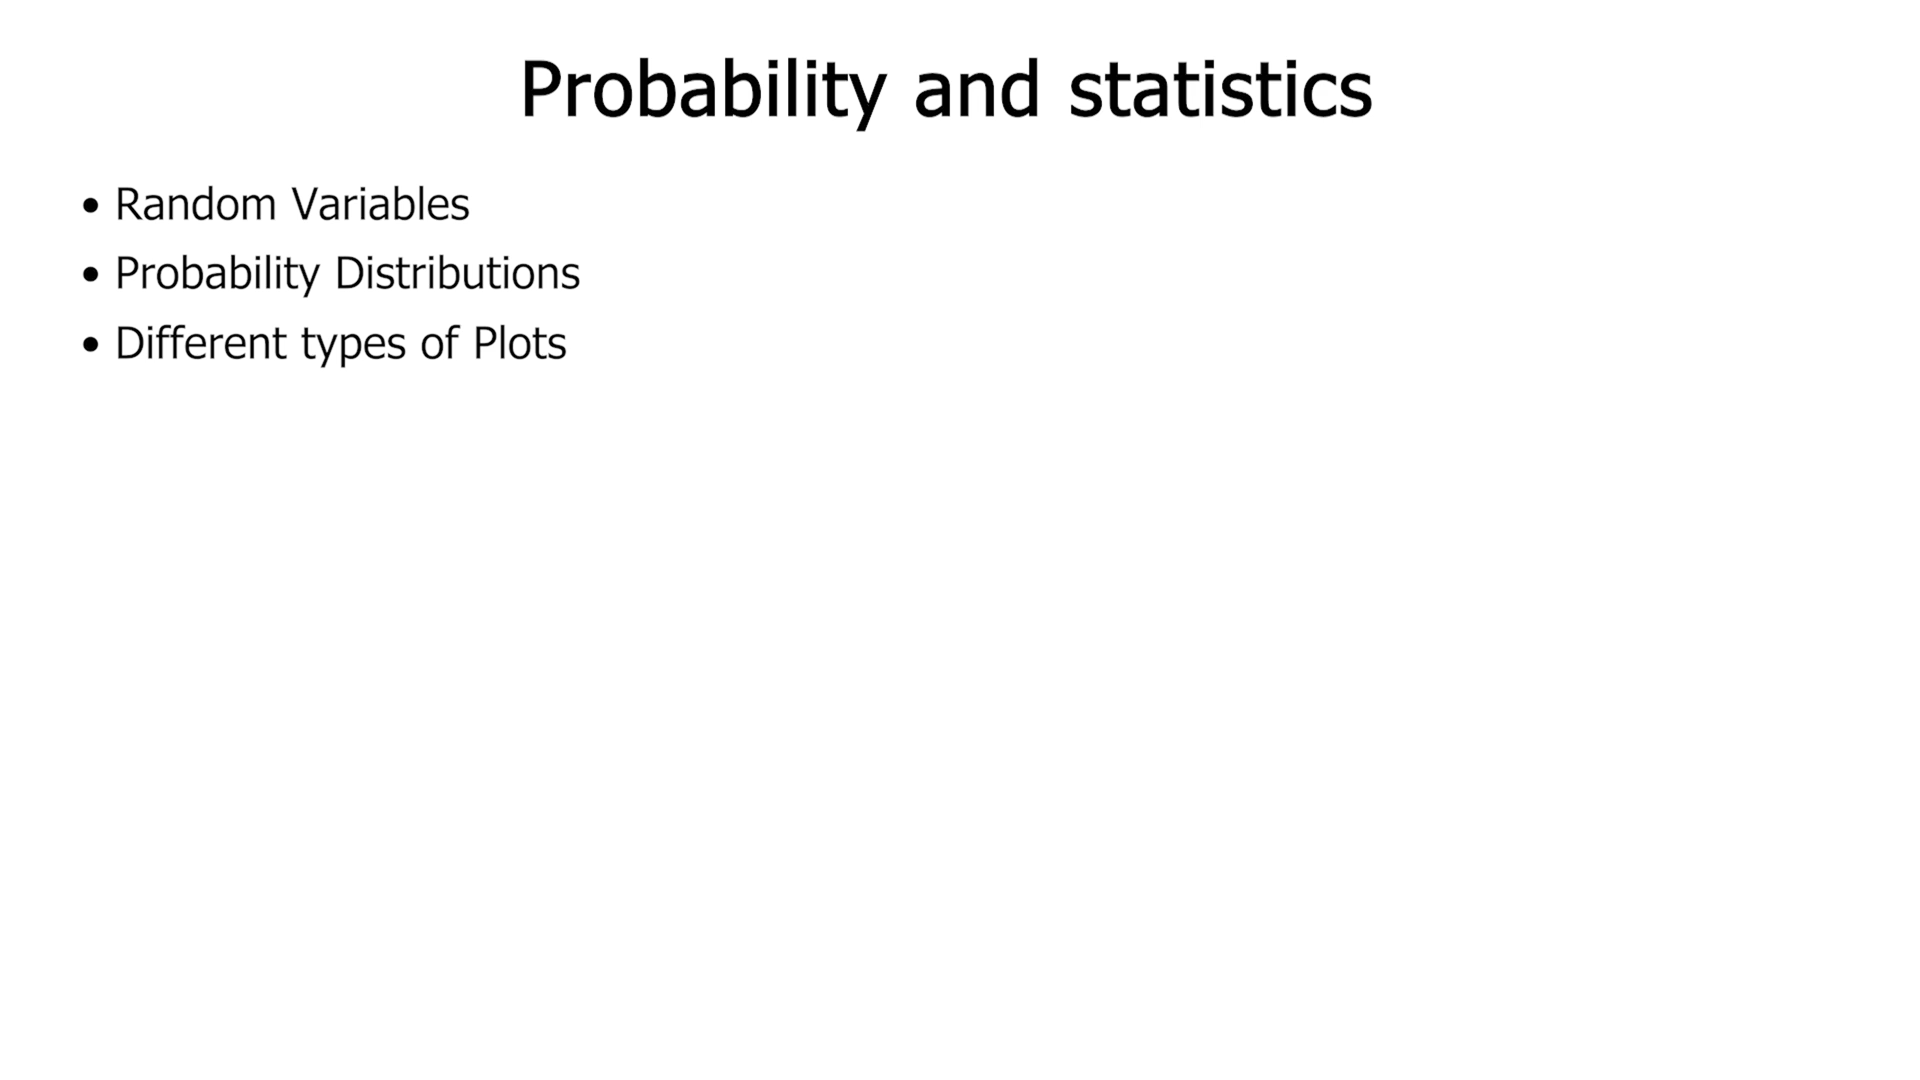 Probability and statistics
• Random Variables
• Probability Distributions
• Different types of Plots